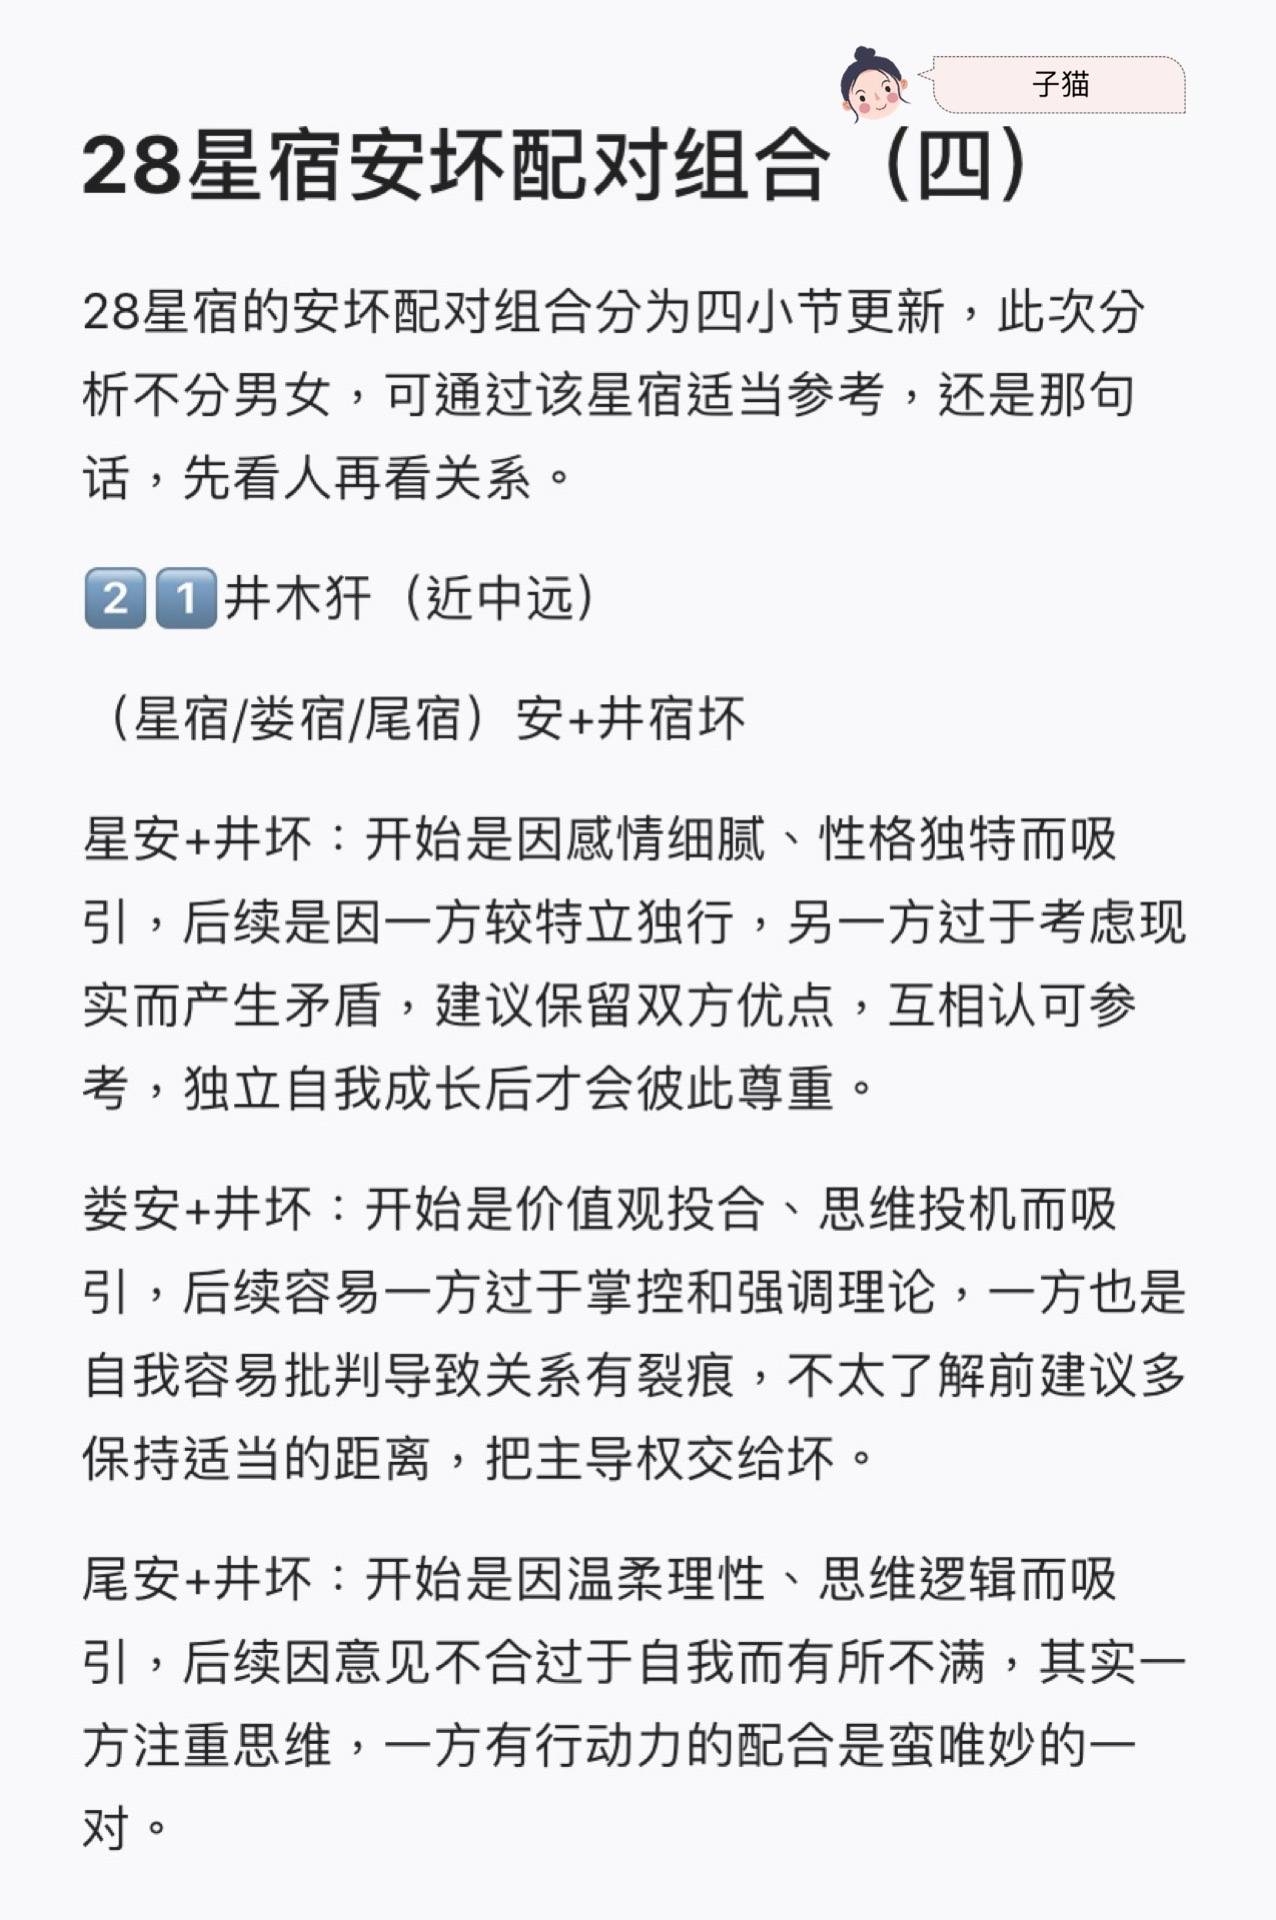 子猫
28星宿安坏配对组合（四）
28星宿的安坏配对组合分为四小节更新，此次分
析不分男女，可通过该星宿适当参考，还是那句
话，先看人再看关系。
2️⃣1️⃣井木犴（近中远）
（星宿/娄宿/尾宿）安+井宿坏
星安+井坏：开始是因感情细腻、性格独特而吸
引，后续是因一方较特立独行，另一方过于考虑现
实而产生矛盾，建议保留双方优点，互相认可参
考，独立自我成长后才会彼此尊重。
娄安+井坏：开始是价值观投合、思维投机而吸
引，后续容易一方过于掌控和强调理论，一方也是
自我容易批判导致关系有裂痕，不太了解前建议多
保持适当的距离，把主导权交给坏。
尾安+井坏：开始是因温柔理性、思维逻辑而吸
引，后续因意见不合过于自我而有所不满，其实一
方注重思维，一方有行动力的配合是蛮唯妙的一
对。